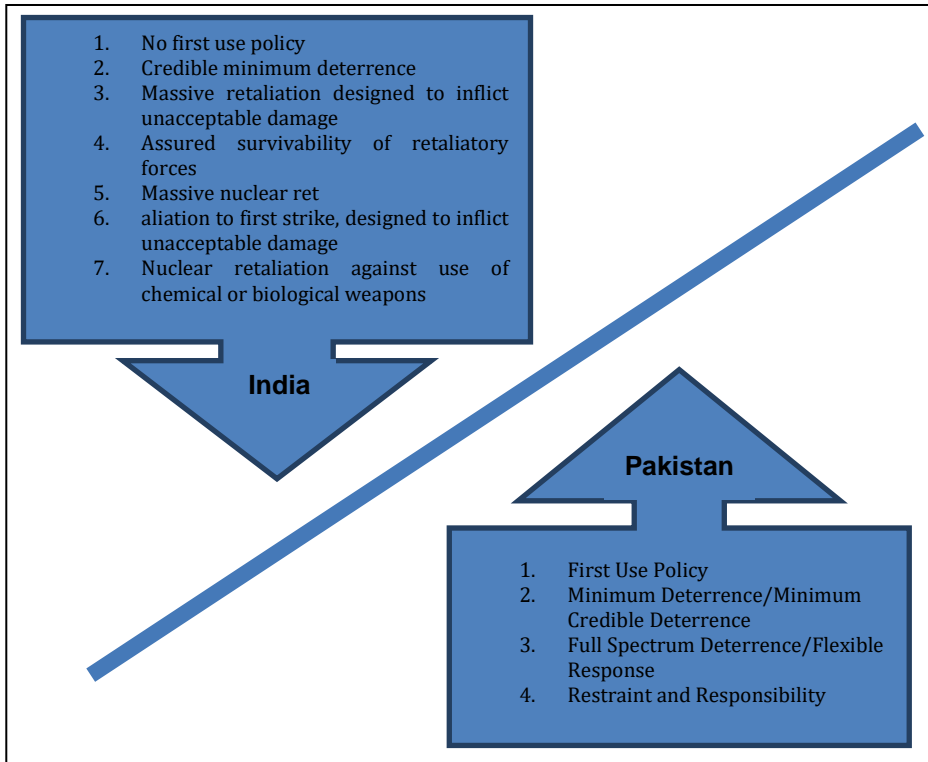 1. No first use policy
2. Credible minimum deterrence
3. Massive retaliation designed to inflict
unacceptable damage
4. Assured survivability of retaliatory
forces
5. Massive nuclear ret
6. aliation to first strike, designed to inflict
unacceptable damage
7. Nuclear retaliation against use of
chemical or biological weapons
India
Pakistan
1. First Use Policy
2. Minimum Deterrence/Minimum
Credible Deterrence
3. Full Spectrum Deterrence/Flexible
Response
4. Restraint and Responsibility